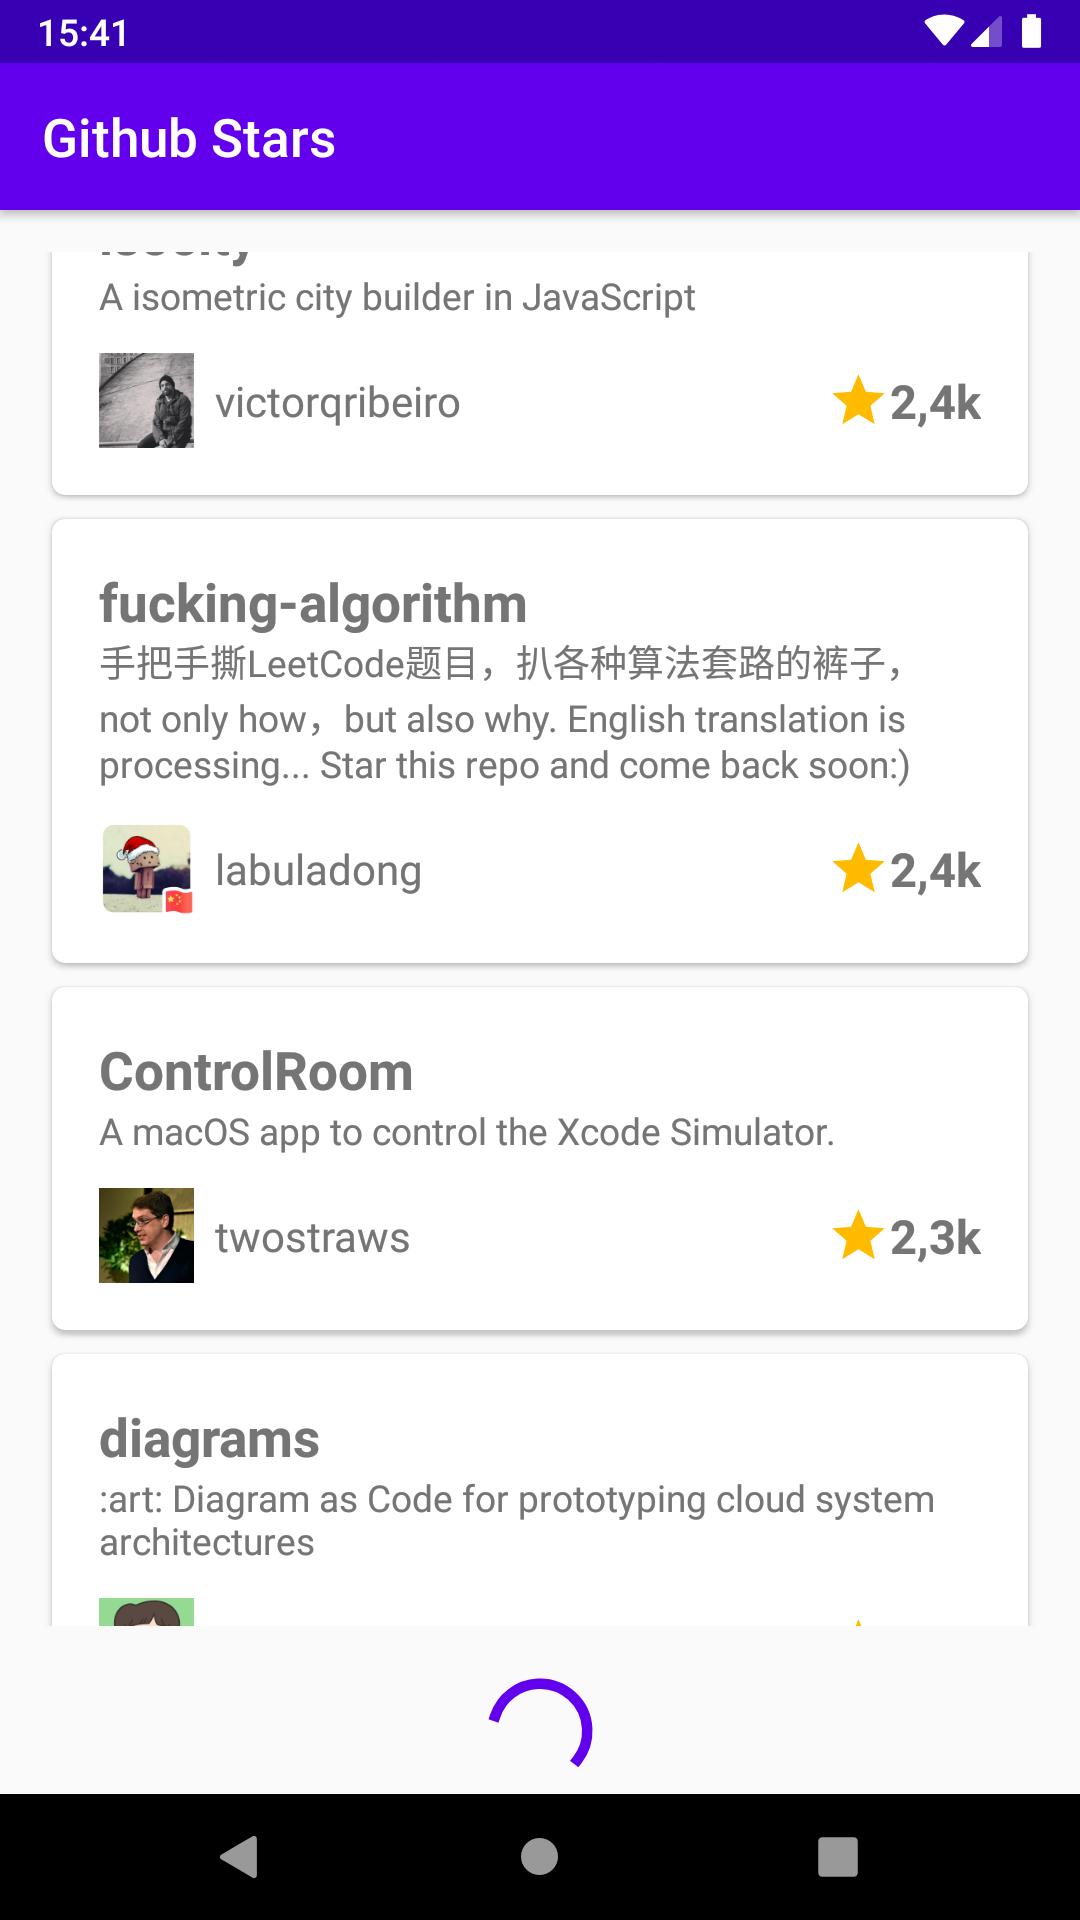 15:41
Github Stars
A isometric city builder in JavaScript
victorqribeiro
2,4k
fucking-algorithm
手把手撕LeetCode题目，扒各种算法套路的裤子，
not only how，but also why. English translation is
processing... Star this repo and come back soon:)
labuladong
2,4k
ControlRoom
A macOS app to control the Xcode Simulator.
twostraws
2,3k
diagrams
:art: Diagram as Code for prototyping cloud system
architectures